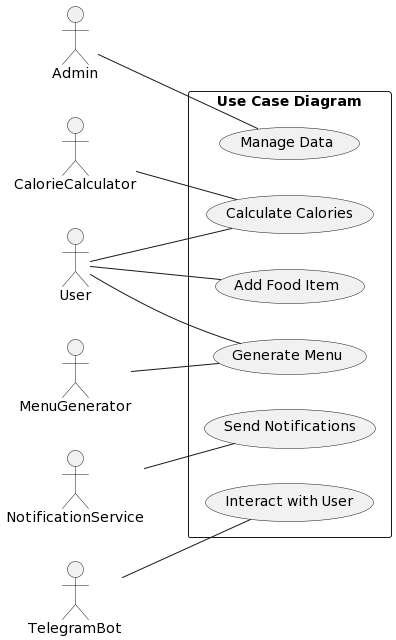 Admin
Use Case Diagram
Manage Data
CalorieCalculator
Calculate Calories
User
Add Food Item
Generate Menu
MenuGenerator
Send Notifications
NotificationService
Interact with User
TelegramBot